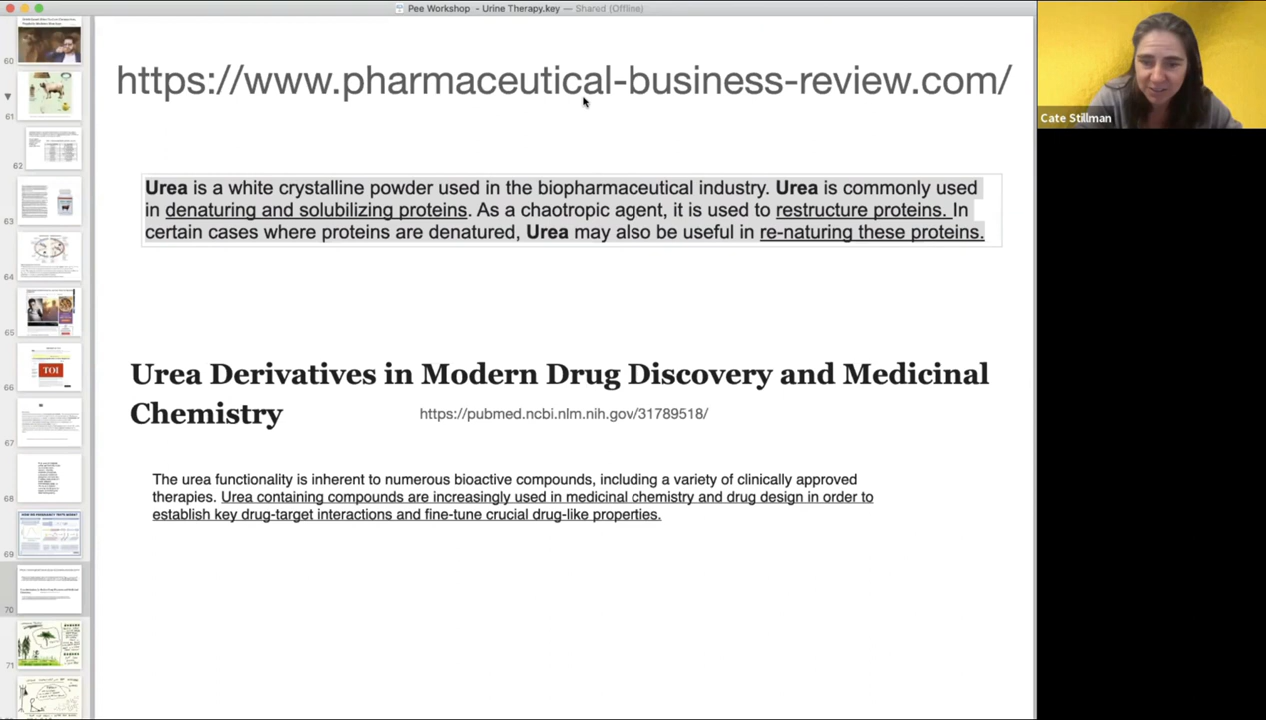 Pee Workshop - Urine Therapy.key — Shared (Offline)
https://www.pharmaceutical-business-review.com/
Cate Stillman
Urea is a white crystalline powder used in the biopharmaceutical industry. Urea is commonly used
in denaturing and solubilizing proteins. As a chaotropic agent, it is used to restructure proteins. In
certain cases where proteins are denatured, Urea may also be useful in re-naturing these proteins.
Urea Derivatives in Modern Drug Discovery and Medicinal
Chemistry
https://pubmed.ncbi.nlm.nih.gov/31789518/
The urea functionality is inherent to numerous bioactive compounds, including a variety of clinically approved
therapies. Urea containing compounds are increasingly used in medicinal chemistry and drug design in order to
establish key drug-target interactions and fine-tune crucial drug-like properties.
60
61
62
63
64
65
66
TOI
67
68
69
70
71